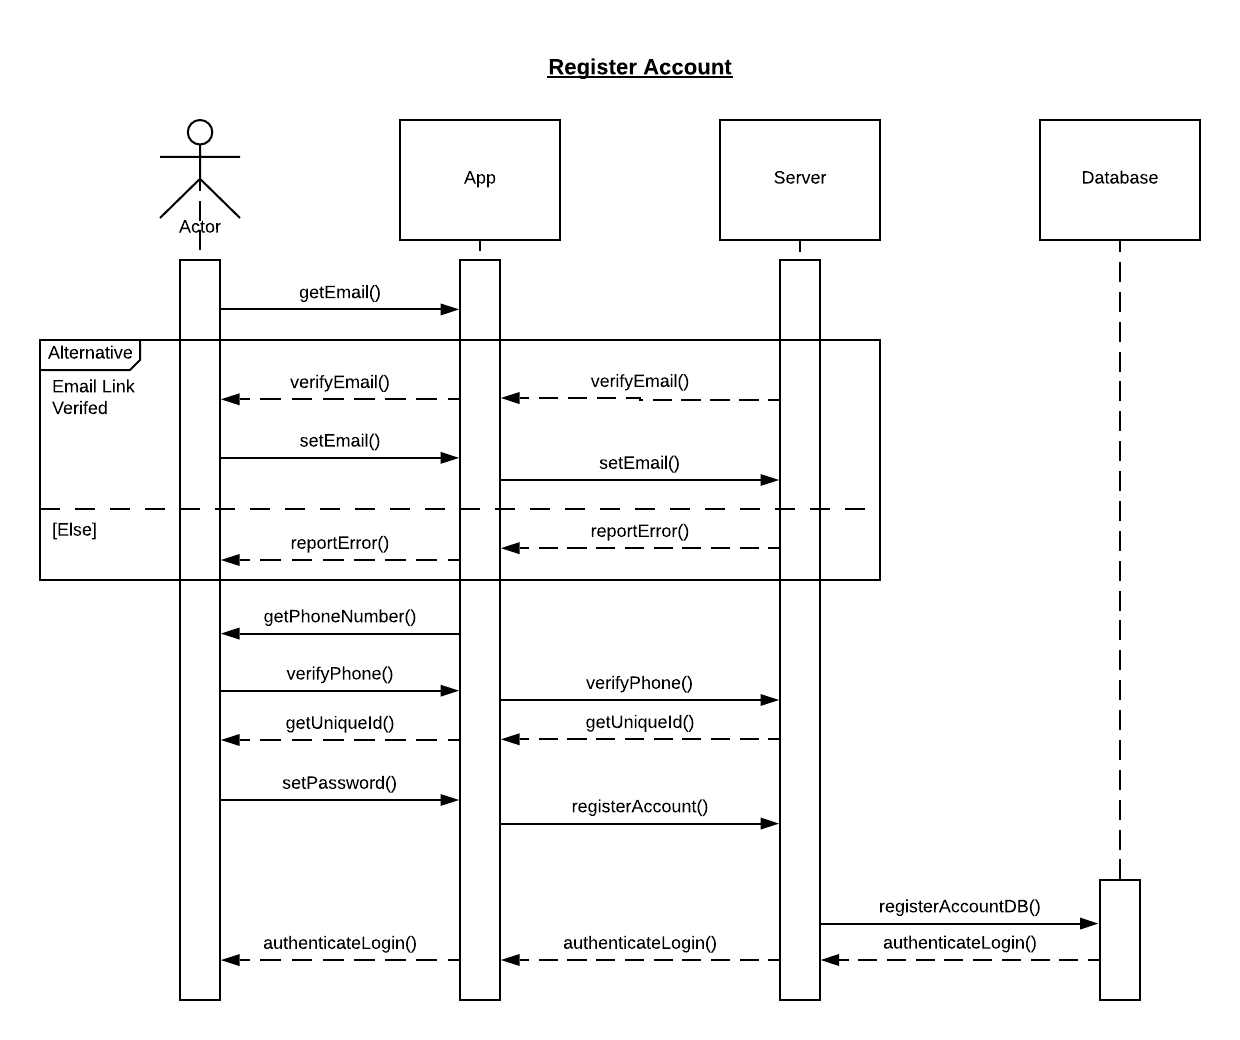 Register Account
Actor
App
Server
Database
getEmail()
Alternative
Email Link
Verifed
verifyEmail()
verifyEmail()
setEmail()
setEmail()
[Else]
reportError()
reportError()
getPhoneNumber()
verifyPhone()
verifyPhone()
getUniqueId()
getUniqueId()
setPassword()
registerAccount()
registerAccountDB()
authenticateLogin()
authenticateLogin()
authenticateLogin()